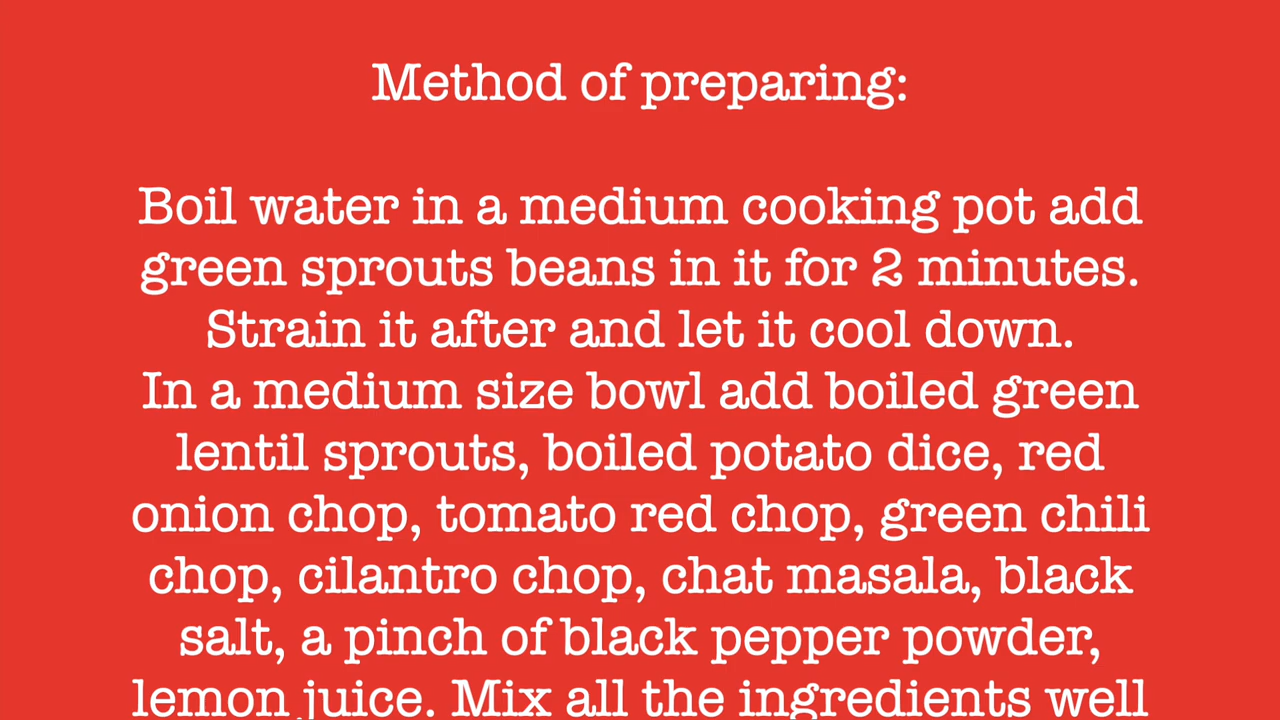 Method of preparing:
Boil water in a medium cooking pot add
green sprouts beans in it for 2 minutes.
Strain it after and let it cool down.
In a medium size bowl add boiled green
lentil sprouts, boiled potato dice, red
onion chop, tomato red chop, green chili
chop, cilantro chop, chat masala, black
salt, a pinch of black pepper powder,
lemon juice. Mix all the ingredients well